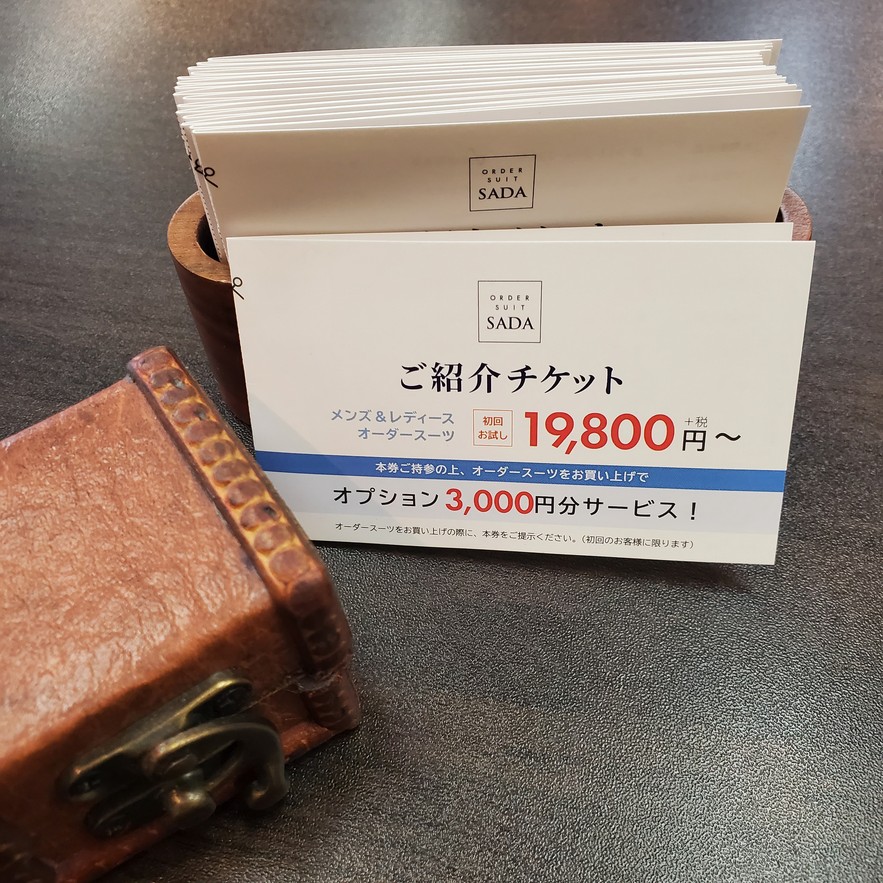 ORDER
SUIT
SADA
ORDER
SUIT
SADA
ご紹介チケット
メンズ＆レディース
オーダースーツ
初回
お試し
19,800円～
+税
本券ご持参の上、オーダースーツをお買い上げで
オプション3,000円分サービス！
オーダースーツをお買い上げの際に、本券をご提示ください。（初回のお客様に限ります）